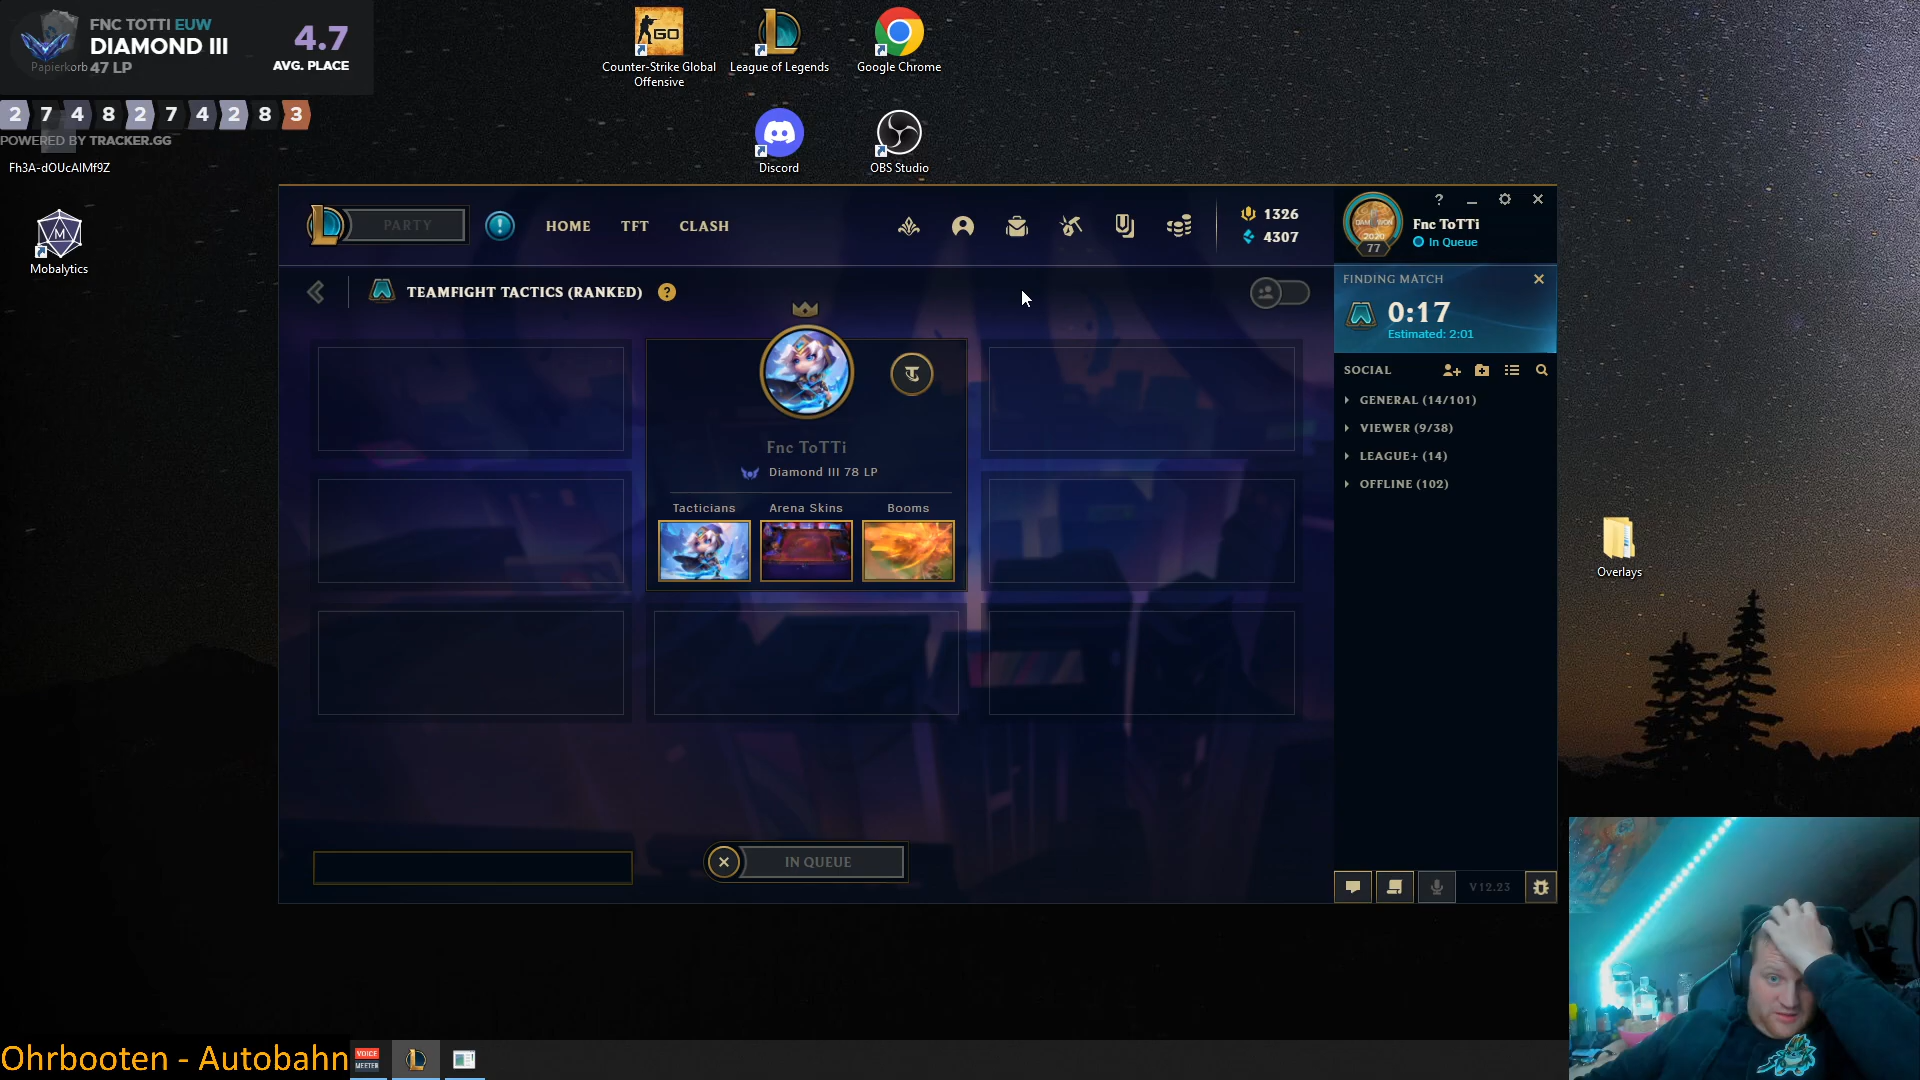 FNC TOTTI EUW
DIAMOND III
47 LP
Papierkorb
4.7
AVG. PLACE
2 7 4 8 2 7 4 2 8 3
POWERED BY TRACKER.GG
Fh3A-dOUcAIMf9Z
Mobalytics
GO
Counter-Strike Global
Offensive
League of Legends
Google Chrome
Discord
OBS Studio
PARTY
HOME
TFT
CLASH
1326
4307
77
Fnc ToTTi
In Queue
TEAMFIGHT TACTICS (RANKED)
FINDING MATCH
0:17
Estimated: 2:01
SOCIAL
GENERAL (14/101)
VIEWER (9/38)
LEAGUE+ (14)
OFFLINE (102)
Fnc ToTTi
Diamond III 78 LP
Tacticians
Arena Skins
Booms
IN QUEUE
V12.23
Overlays
Ohrbooten - Autobahn
VOICE
MEETER